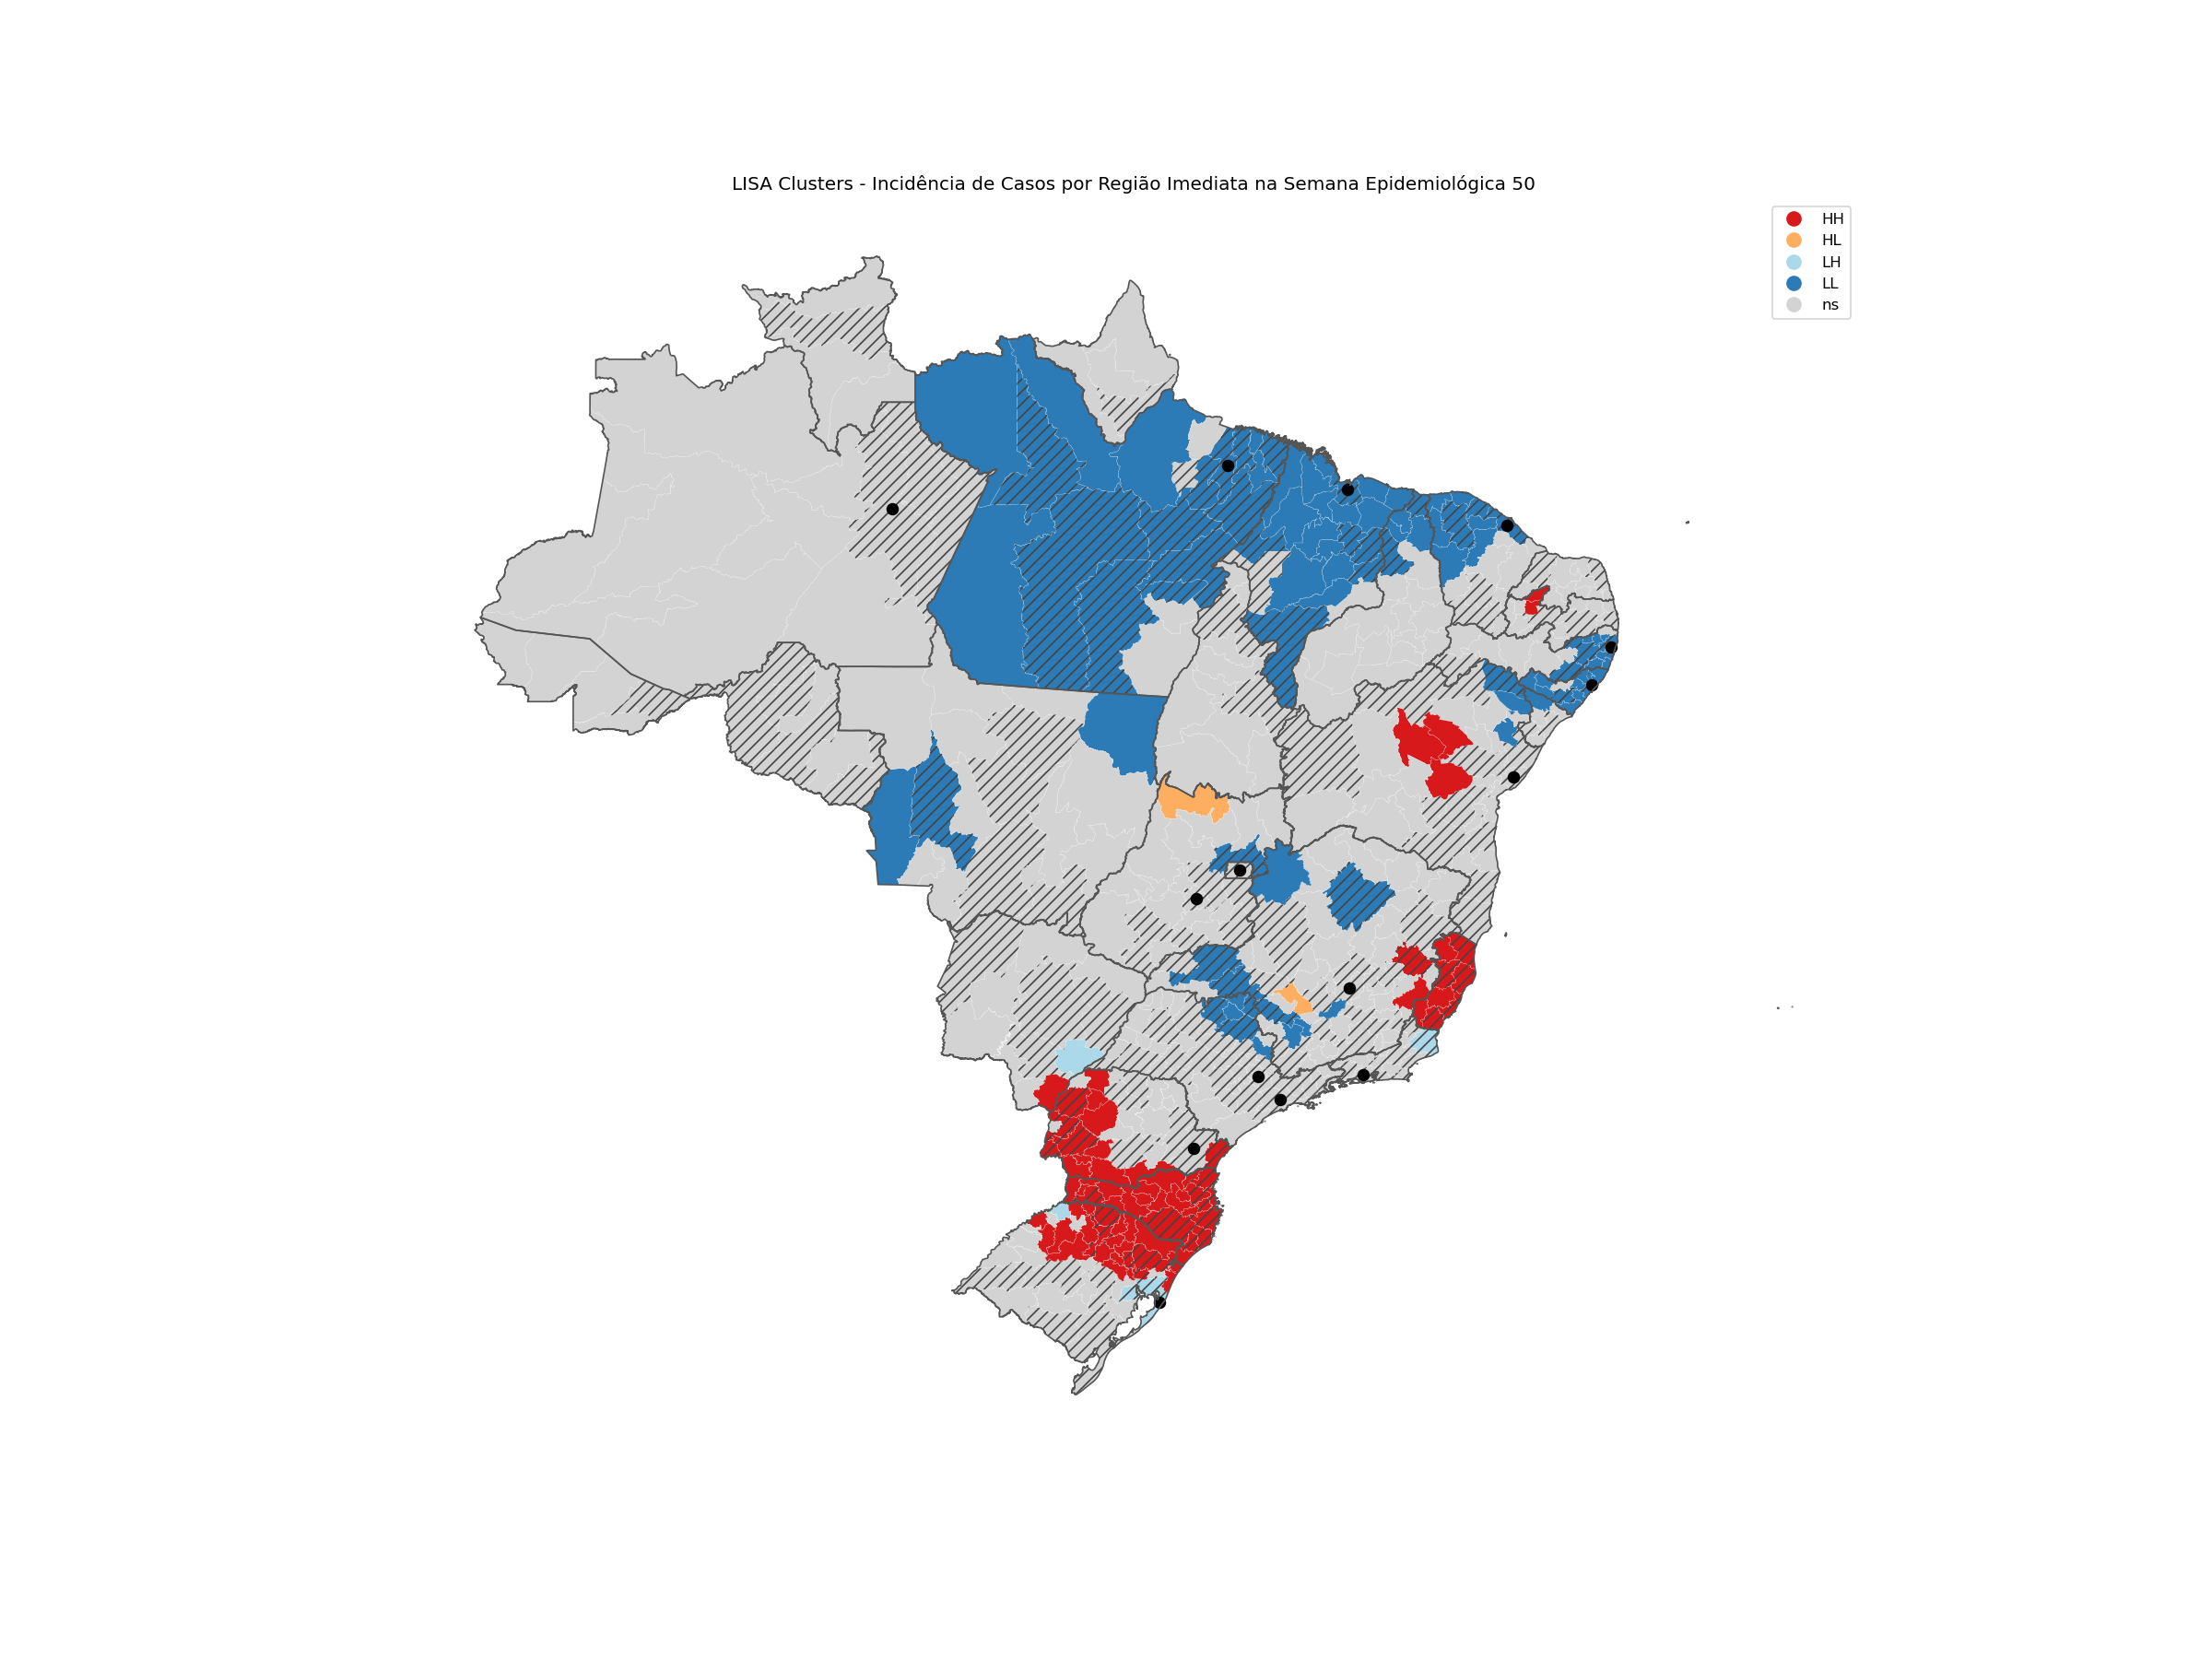 LISA Clusters - Incidência de Casos por Região Imediata na Semana Epidemiológica 50
HH
HL
LH
LL
ns